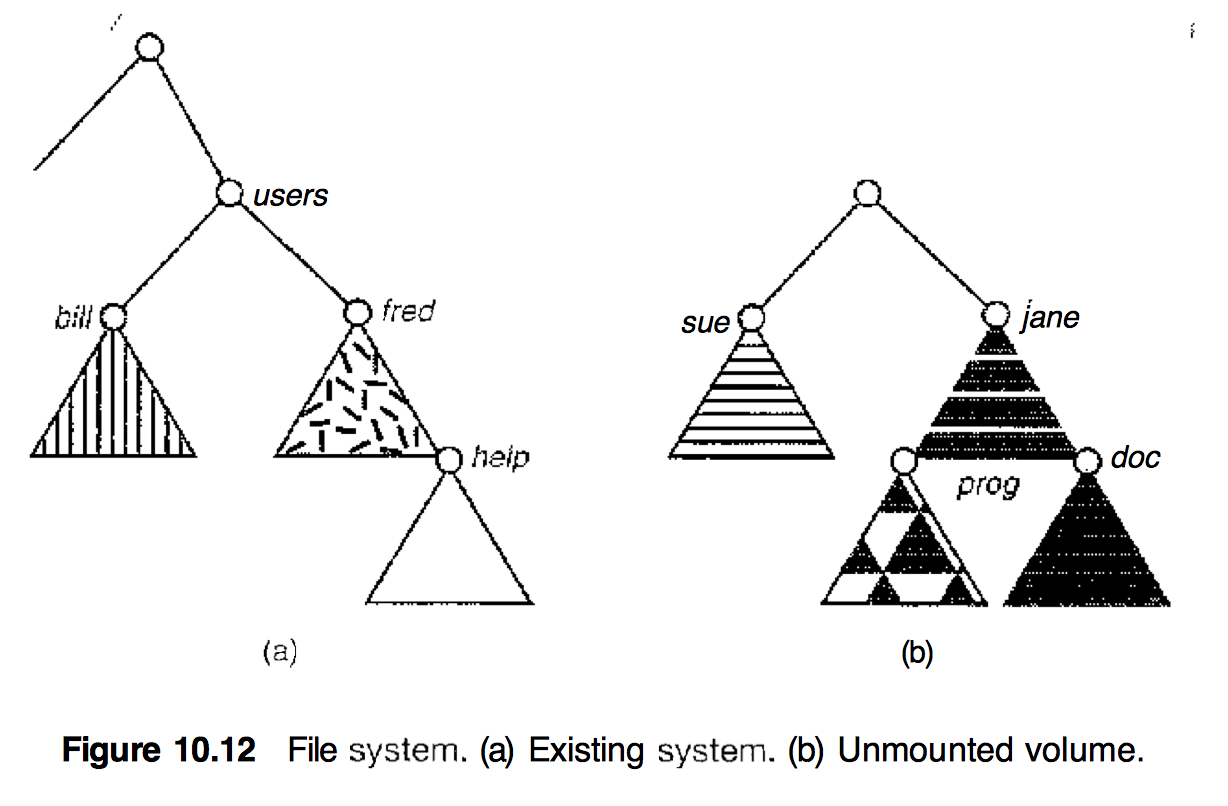 /
users
bill
fred
sue
jane
help
prog
doc
(a)
(b)
Figure 10.12 File system. (a) Existing system. (b) Unmounted volume.